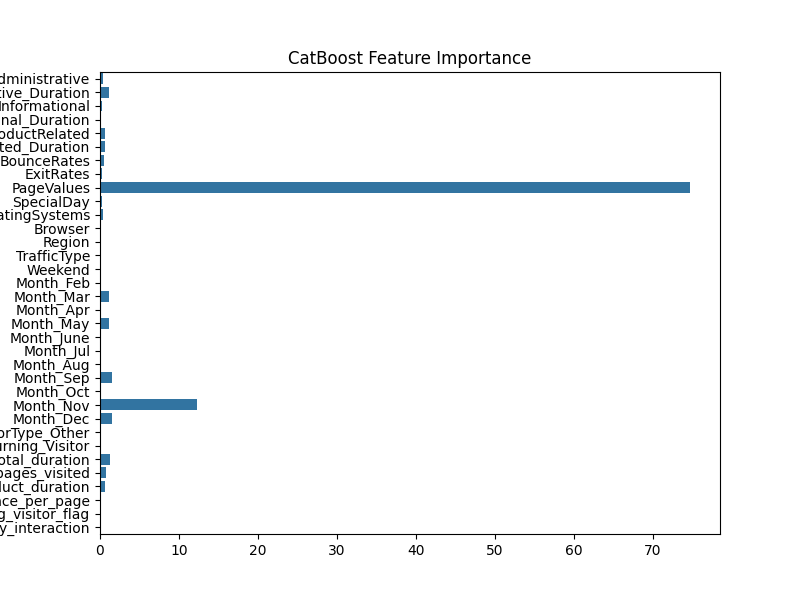 CatBoost Feature Importance
dministrative
tive_Duration
Informational
nal_Duration
oductRelated
ted_Duration
BounceRates
ExitRates
PageValues
SpecialDay
atingSystems
Browser
Region
TrafficType
Weekend
Month_Feb
Month_Mar
Month_Apr
Month_May
Month_June
Month_Jul
Month_Aug
Month_Sep
Month_Oct
Month_Nov
Month_Dec
orType_Other
urning_Visitor
otal_duration
pages_visited
duct_duration
nce_per_page
g_visitor_flag
y_interaction
0 10 20 30 40 50 60 70